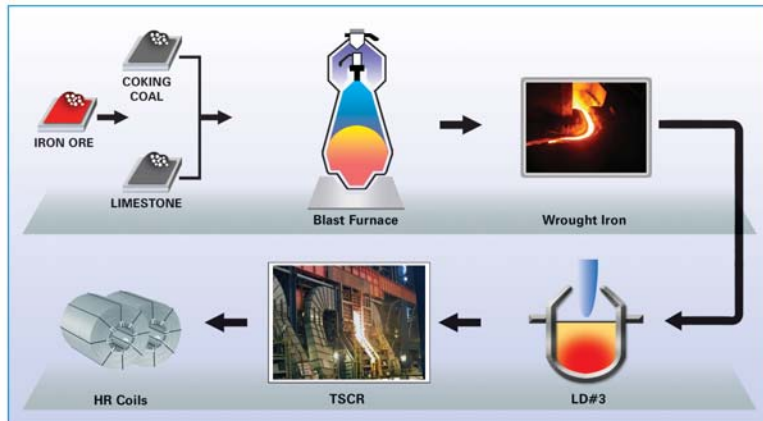 COKING
COAL
IRON ORE
LIMESTONE
Blast Furnace
Wrought Iron
HR Coils
TSCR
LD#3